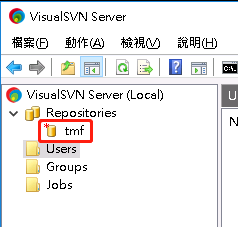 VisualSVN Server
檔案(F) 動作(A) 檢視(V) 說明(H)
VisualSVN Server (Local)
Repositories
tmf
Users
Groups
Jobs
U
N